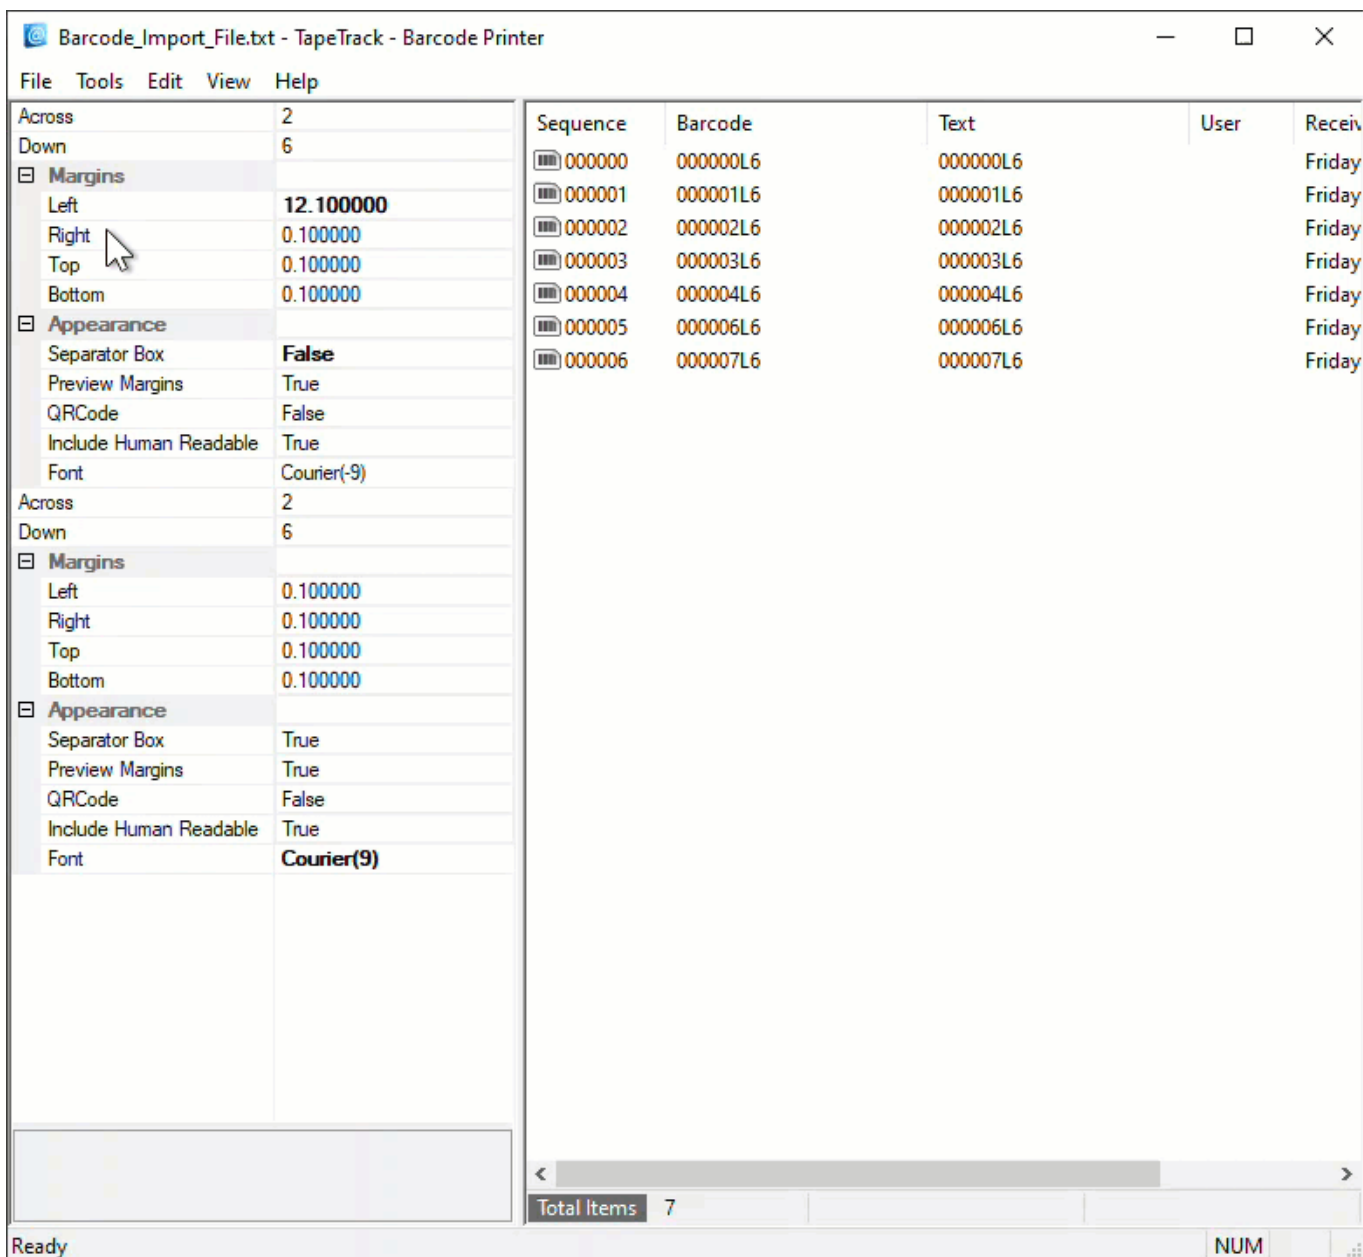 Barcode_Import_File.txt - TapeTrack - Barcode Printer
File Tools Edit View Help
Across 2
Down 6
Margins
Left 12.100000
Right 0.100000
Top 0.100000
Bottom 0.100000
Appearance
Separator Box False
Preview Margins True
QRCode False
Include Human Readable True
Font Courier(-9)
Across 2
Down 6
Margins
Left 0.100000
Right 0.100000
Top 0.100000
Bottom 0.100000
Appearance
Separator Box True
Preview Margins True
QRCode False
Include Human Readable True
Font Courier(9)
Sequence Barcode Text User Receiv
000000 000000L6 000000L6 Friday
000001 000001L6 000001L6 Friday
000002 000002L6 000002L6 Friday
000003 000003L6 000003L6 Friday
000004 000004L6 000004L6 Friday
000005 000006L6 000006L6 Friday
000006 000007L6 000007L6 Friday
Total Items 7
Ready NUM